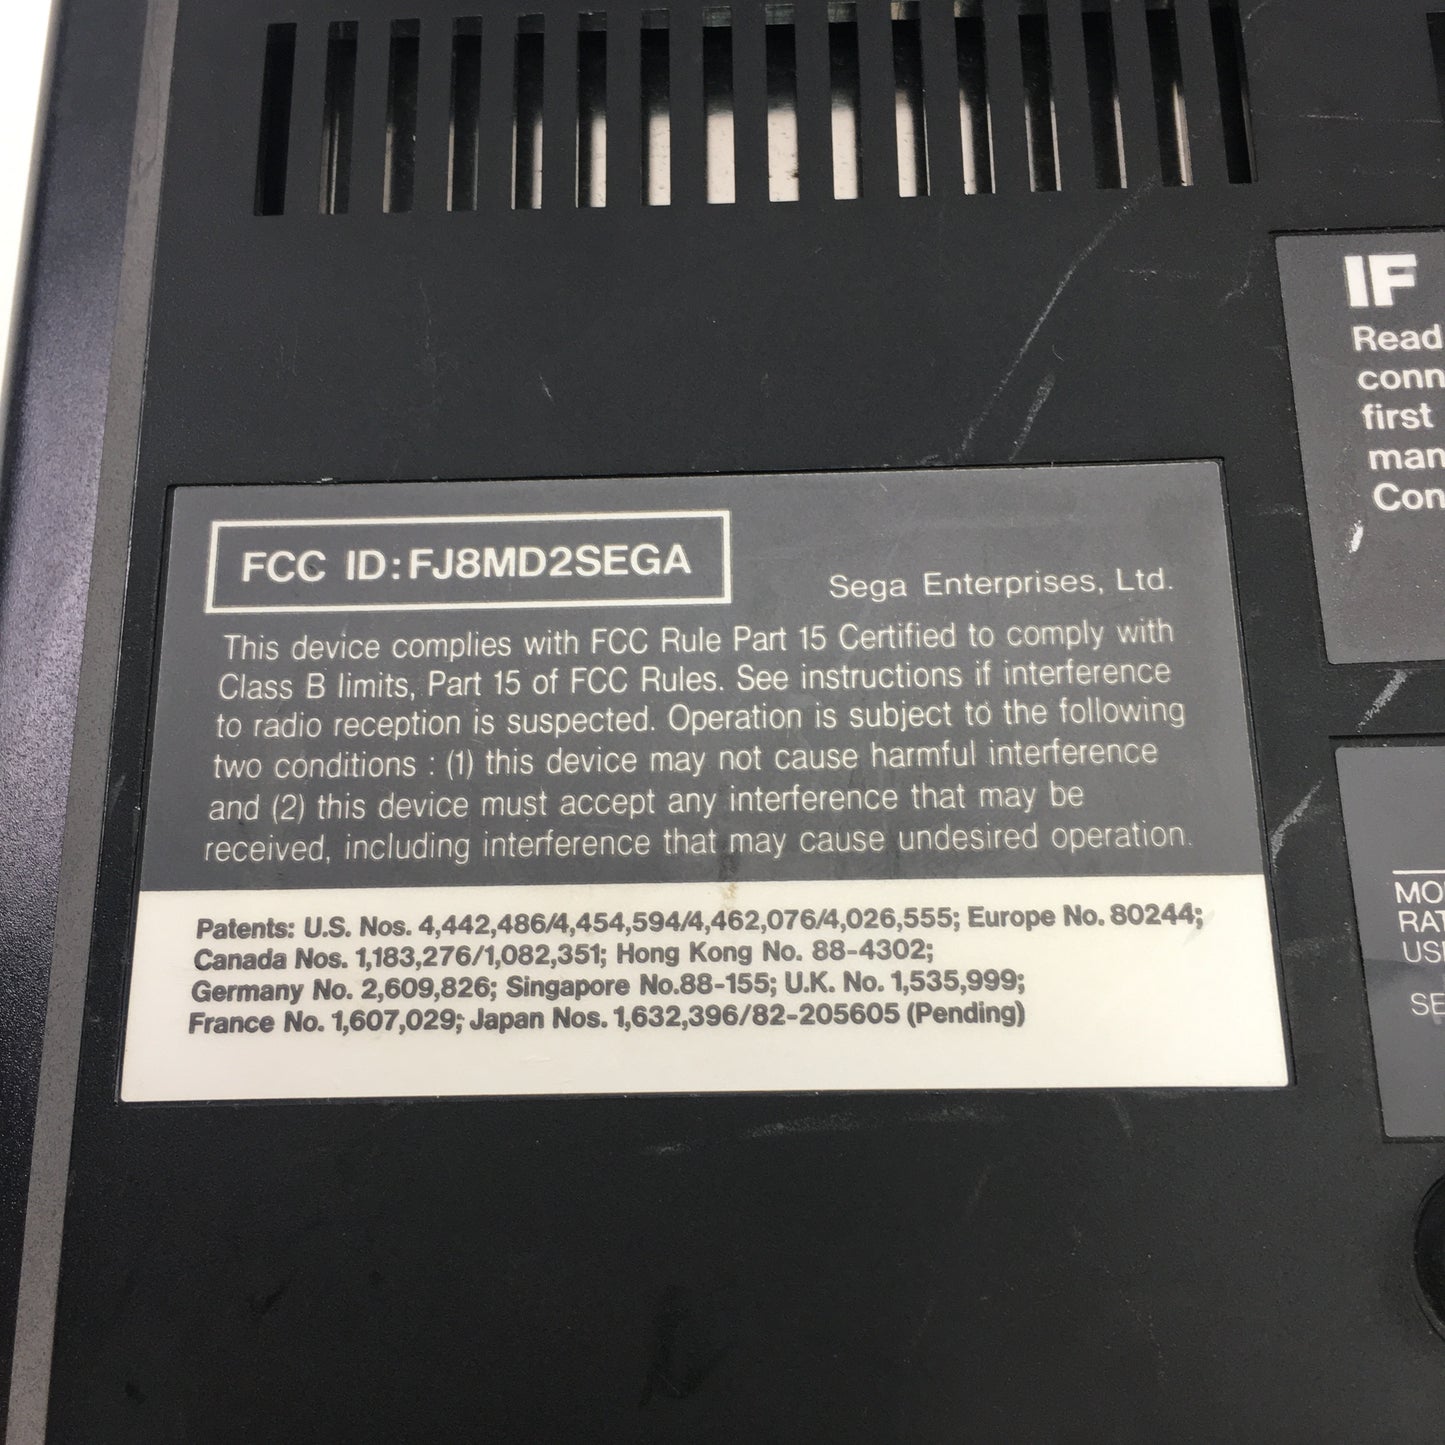 FCC ID:FJ8MD2SEGA
Sega Enterprises, Ltd.
This device complies with FCC Rule Part 15 Certified to comply with
Class B limits, Part 15 of FCC Rules. See instructions if interference
to radio reception is suspected. Operation is subject to the following
two conditions : (1) this device may not cause harmful interference
and (2) this device must accept any interference that may be
received, including interference that may cause undesired operation.
Patents: U.S. Nos. 4,442,486/4,454,594/4,462,076/4,026,555; Europe No. 80244;
Canada Nos. 1,183,276/1,082,351; Hong Kong No. 88-4302;
Germany No. 2,609,826; Singapore No.88-155; U.K. No. 1,535,999;
France No. 1,607,029; Japan Nos. 1,632,396/82-205605 (Pending)
IF
Read
conn
first
man
Con
MO
RAT
USE
SE